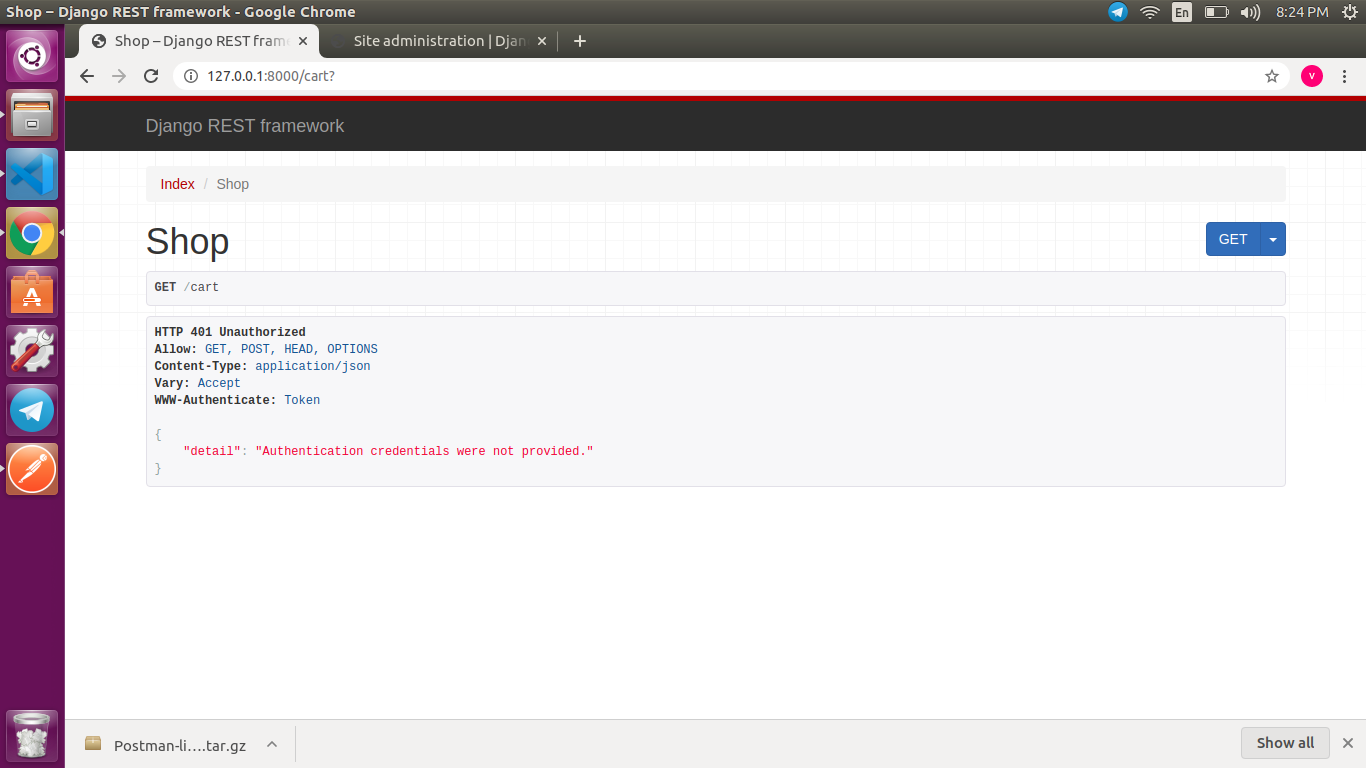 Shop – Django REST framework - Google Chrome
En
8:24 PM
Shop – Django REST frame
Site administration | Djan
127.0.0.1:8000/cart?
V
Django REST framework
Index / Shop
Shop
GET
GET /cart
HTTP 401 Unauthorized
Allow: GET, POST, HEAD, OPTIONS
Content-Type: application/json
Vary: Accept
WWW-Authenticate: Token
{
"detail": "Authentication credentials were not provided."
}
Postman-li….tar.gz
Show all